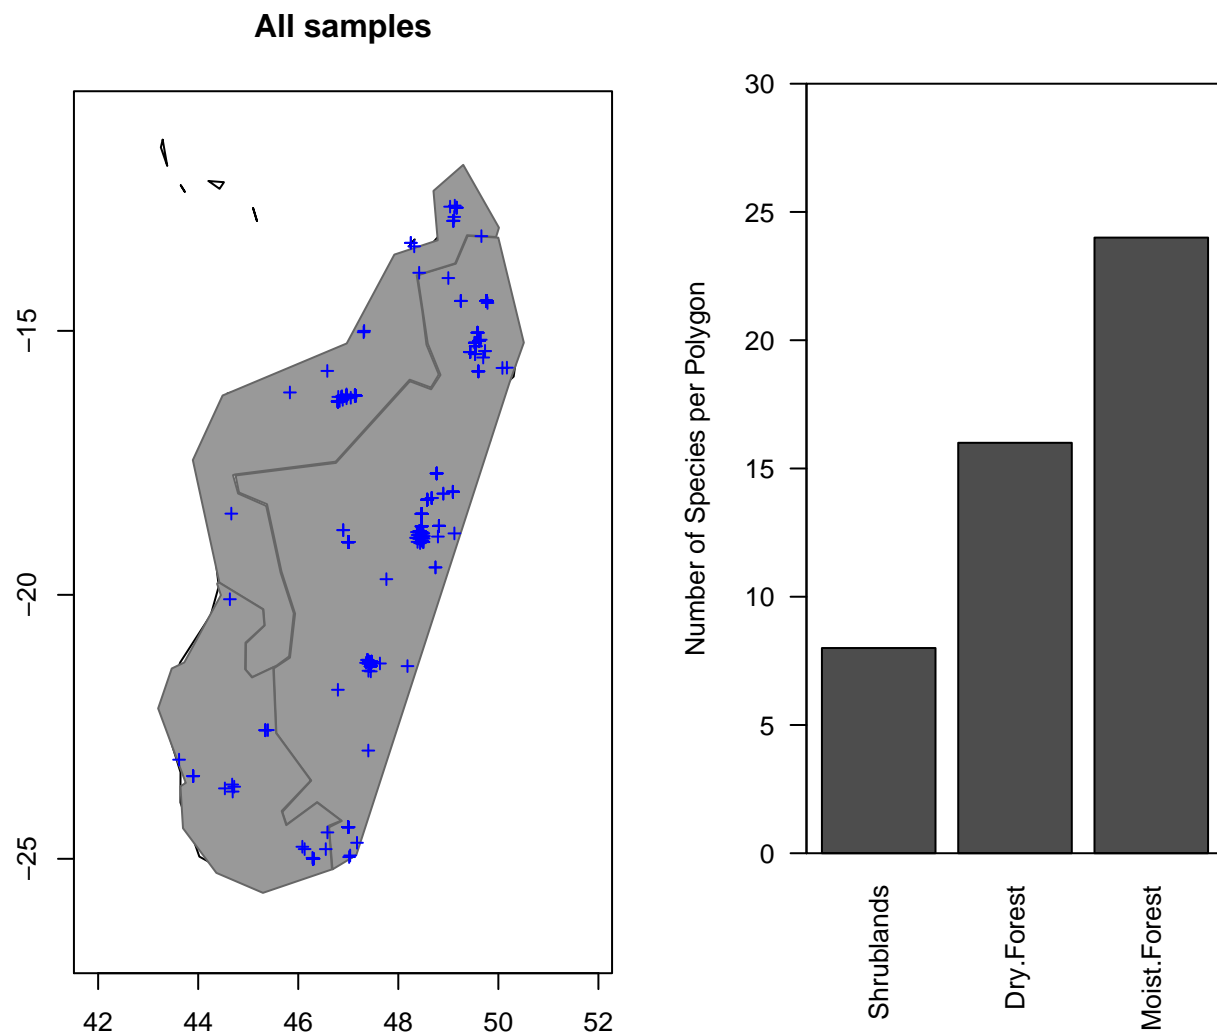 All samples
−15
−20
−25
42 44 46 48 50 52
Number of Species per Polygon
30
25
20
15
10
5
0
Shrublands
Dry.Forest
Moist.Forest